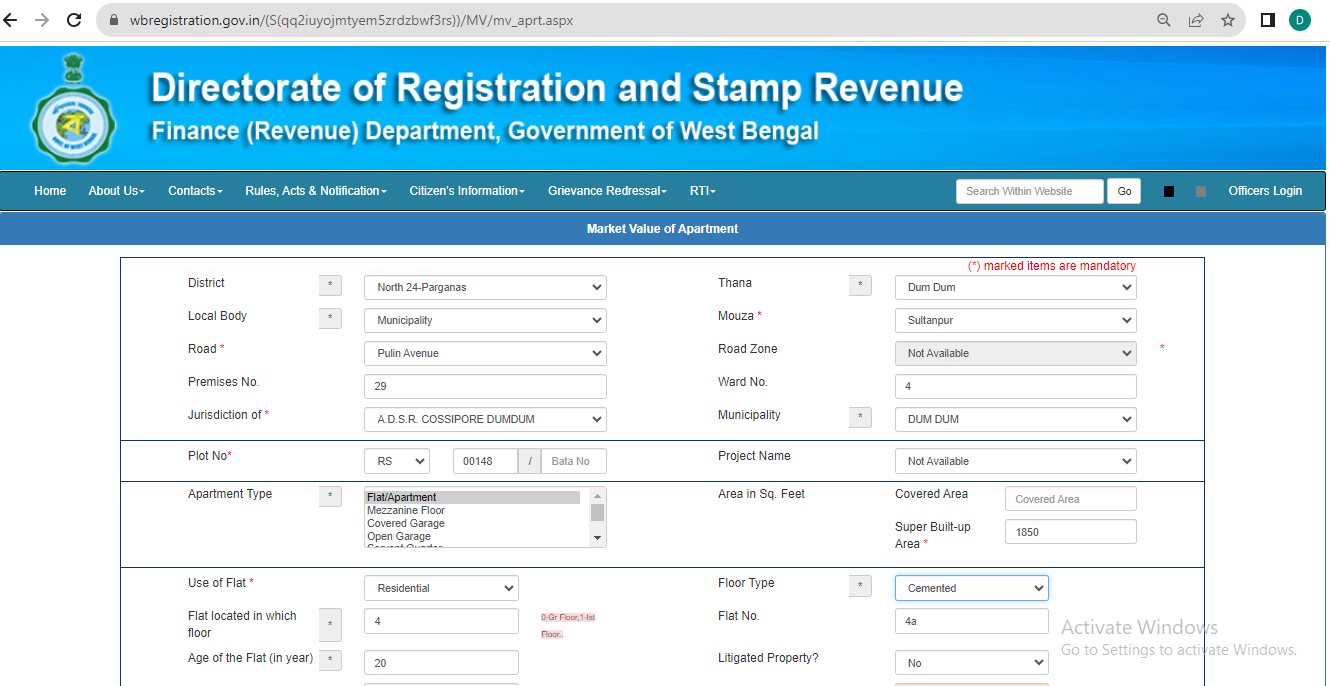 wbregistration.gov.in/(S(qq2iuyojmtyem5zrdzbwf3rs))/MV/mv_aprt.aspx
D
Directorate of Registration and Stamp Revenue
Finance (Revenue) Department, Government of West Bengal
Home About Us Contacts Rules, Acts & Notification Citizen's Information Grievance Redressal RTI Search Within Website Go Officers Login
Market Value of Apartment
(*) marked items are mandatory
District * North 24-Parganas Thana * Dum Dum
Local Body * Municipality Mouza * Sultanpur
Road * Pulin Avenue Road Zone Not Available *
Premises No. 29 Ward No. 4
Jurisdiction of * A.D.S.R. COSSIPORE DUMDUM Municipality * DUM DUM
Plot No* RS 00148 / Bata No Project Name Not Available
Apartment Type * Flat/Apartment Area in Sq. Feet Covered Area Covered Area
Mezzanine Floor
Covered Garage
Open Garage
Super Built-up
Area * 1850
Use of Flat * Residential Floor Type * Cemented
Flat located in which
floor * 4 0-Gr Floor,1-Ist
Floor.. Flat No. 4a
Age of the Flat (in year) * 20 Litigated Property? No
Activate Windows
Go to Settings to activate Windows.